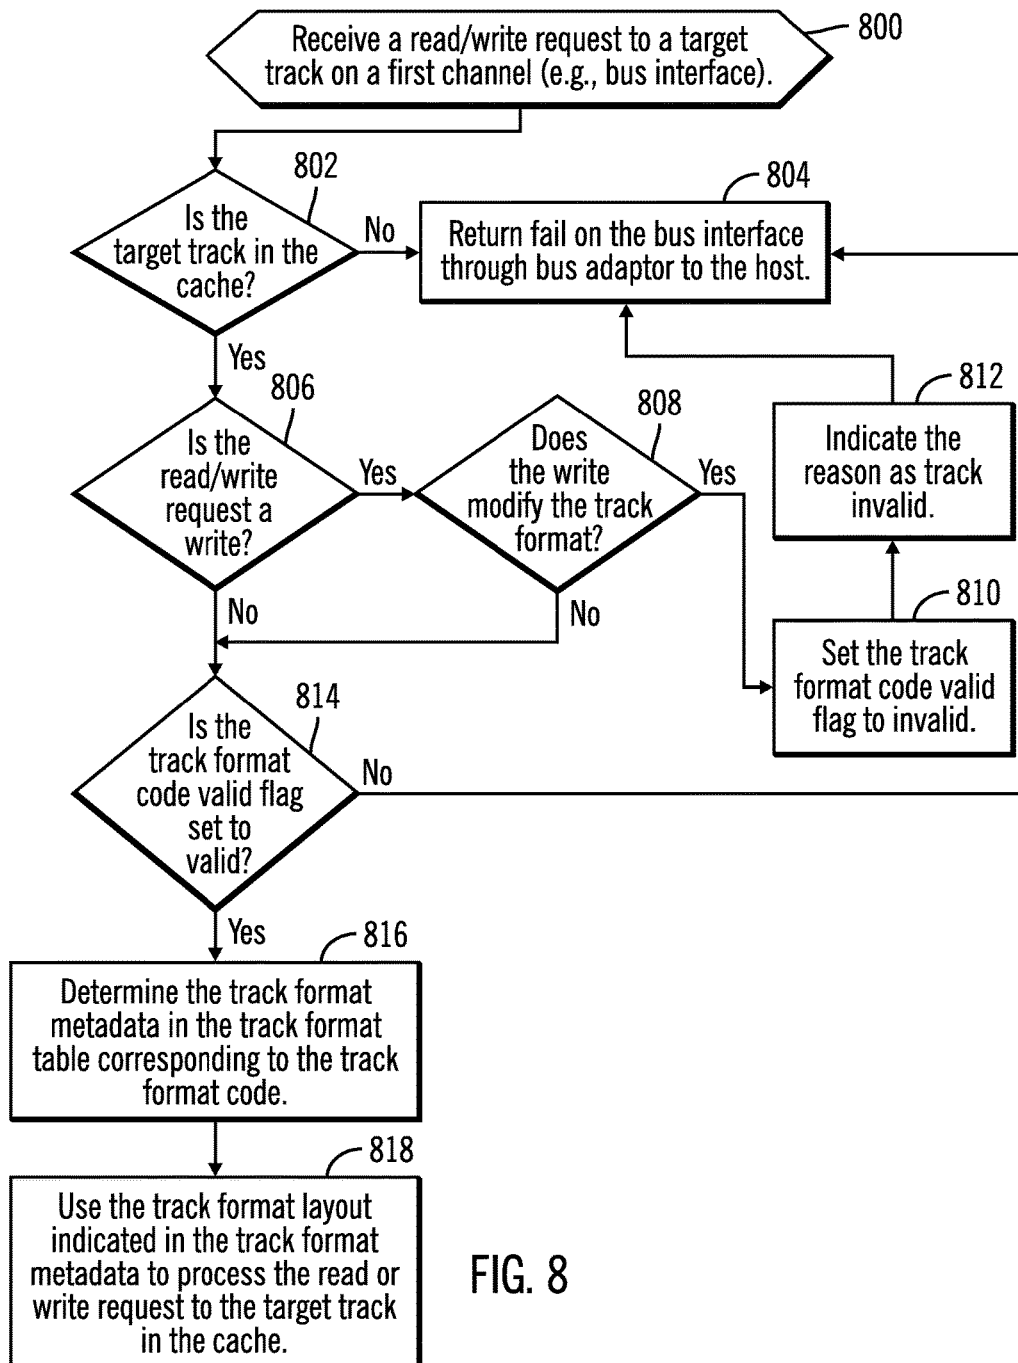 Receive a read/write request to a target
track on a first channel (e.g., bus interface).
800
802
Is the
target track in the
cache?
No
804
Return fail on the bus interface
through bus adaptor to the host.
Yes
806
Is the
read/write
request a
write?
Yes
808
Does
the write
modify the track
format?
Yes
812
Indicate the
reason as track
invalid.
No
No
810
Set the track
format code valid
flag to invalid.
814
Is the
track format
code valid flag
set to
valid?
No
Yes
816
Determine the track format
metadata in the track format
table corresponding to the track
format code.
818
Use the track format layout
indicated in the track format
metadata to process the read or
write request to the target track
in the cache.
FIG. 8